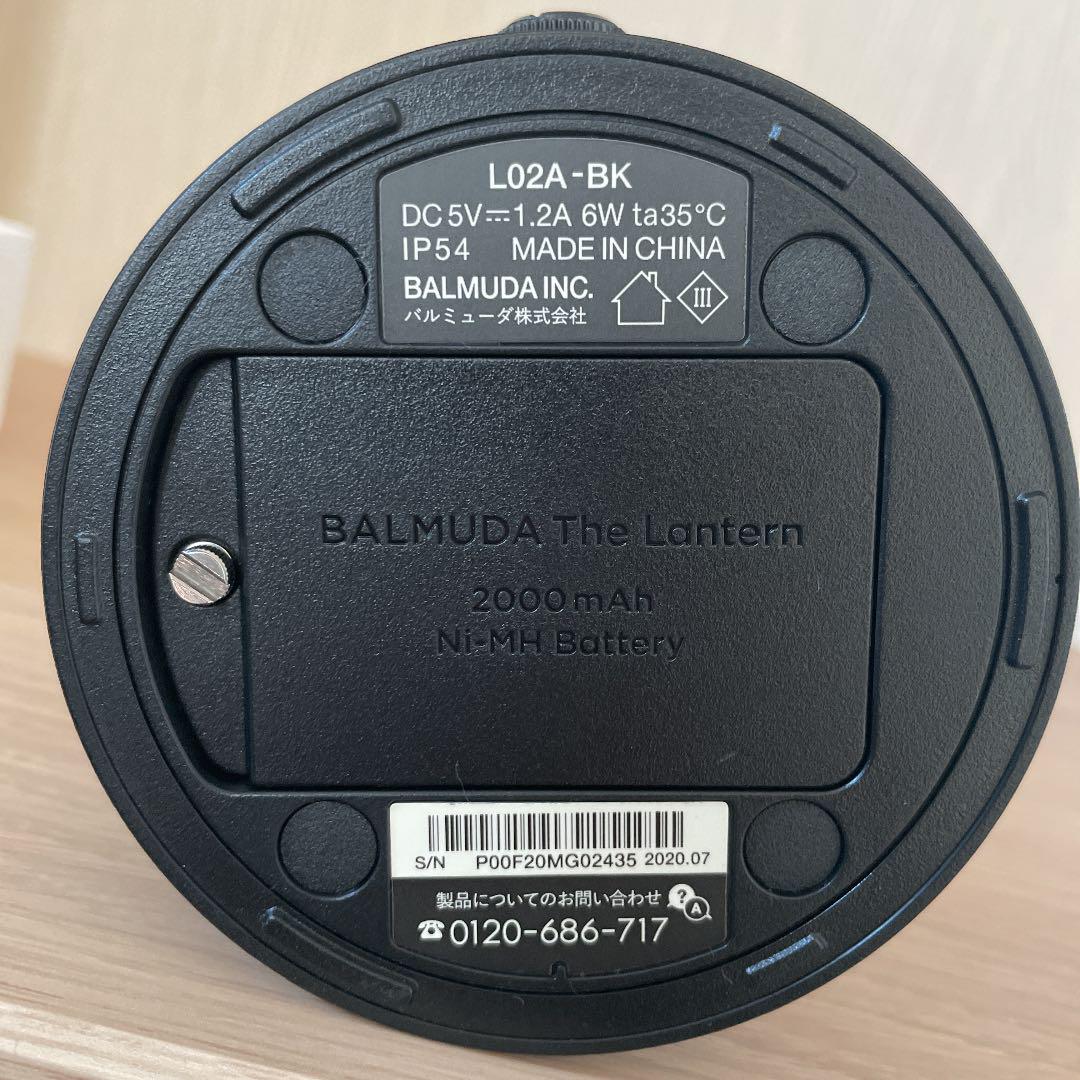 L02A-BK
DC 5V⎓1.2A 6W ta35℃
IP54 MADE IN CHINA
BALMUDA INC.
バルミューダ株式会社
III
BALMUDA The Lantern
2000 mAh
Ni-MH Battery
S/N P00F20MG02435 2020.07
製品についてのお問い合わせ ? A
☎ 0120-686-717